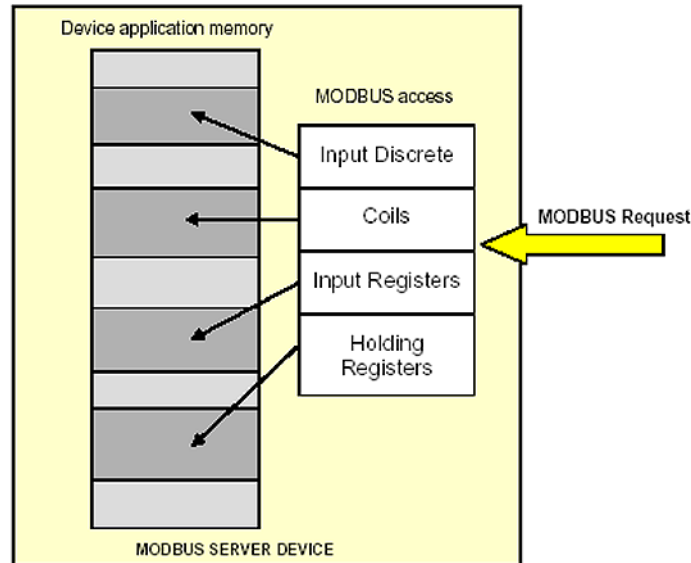 Device application memory
MODBUS access
Input Discrete
Coils
MODBUS Request
Input Registers
Holding
Registers
MODBUS SERVER DEVICE